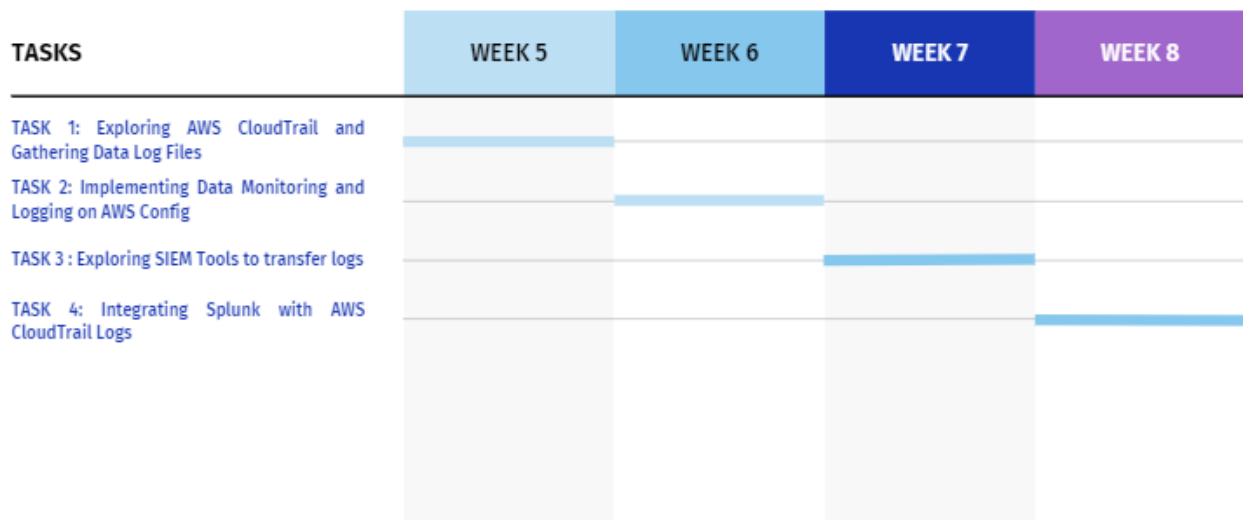 TASKS WEEK 5 WEEK 6 WEEK 7 WEEK 8
TASK 1: Exploring AWS CloudTrail and
Gathering Data Log Files
TASK 2: Implementing Data Monitoring and
Logging on AWS Config
TASK 3 : Exploring SIEM Tools to transfer logs
TASK 4: Integrating Splunk with AWS
CloudTrail Logs